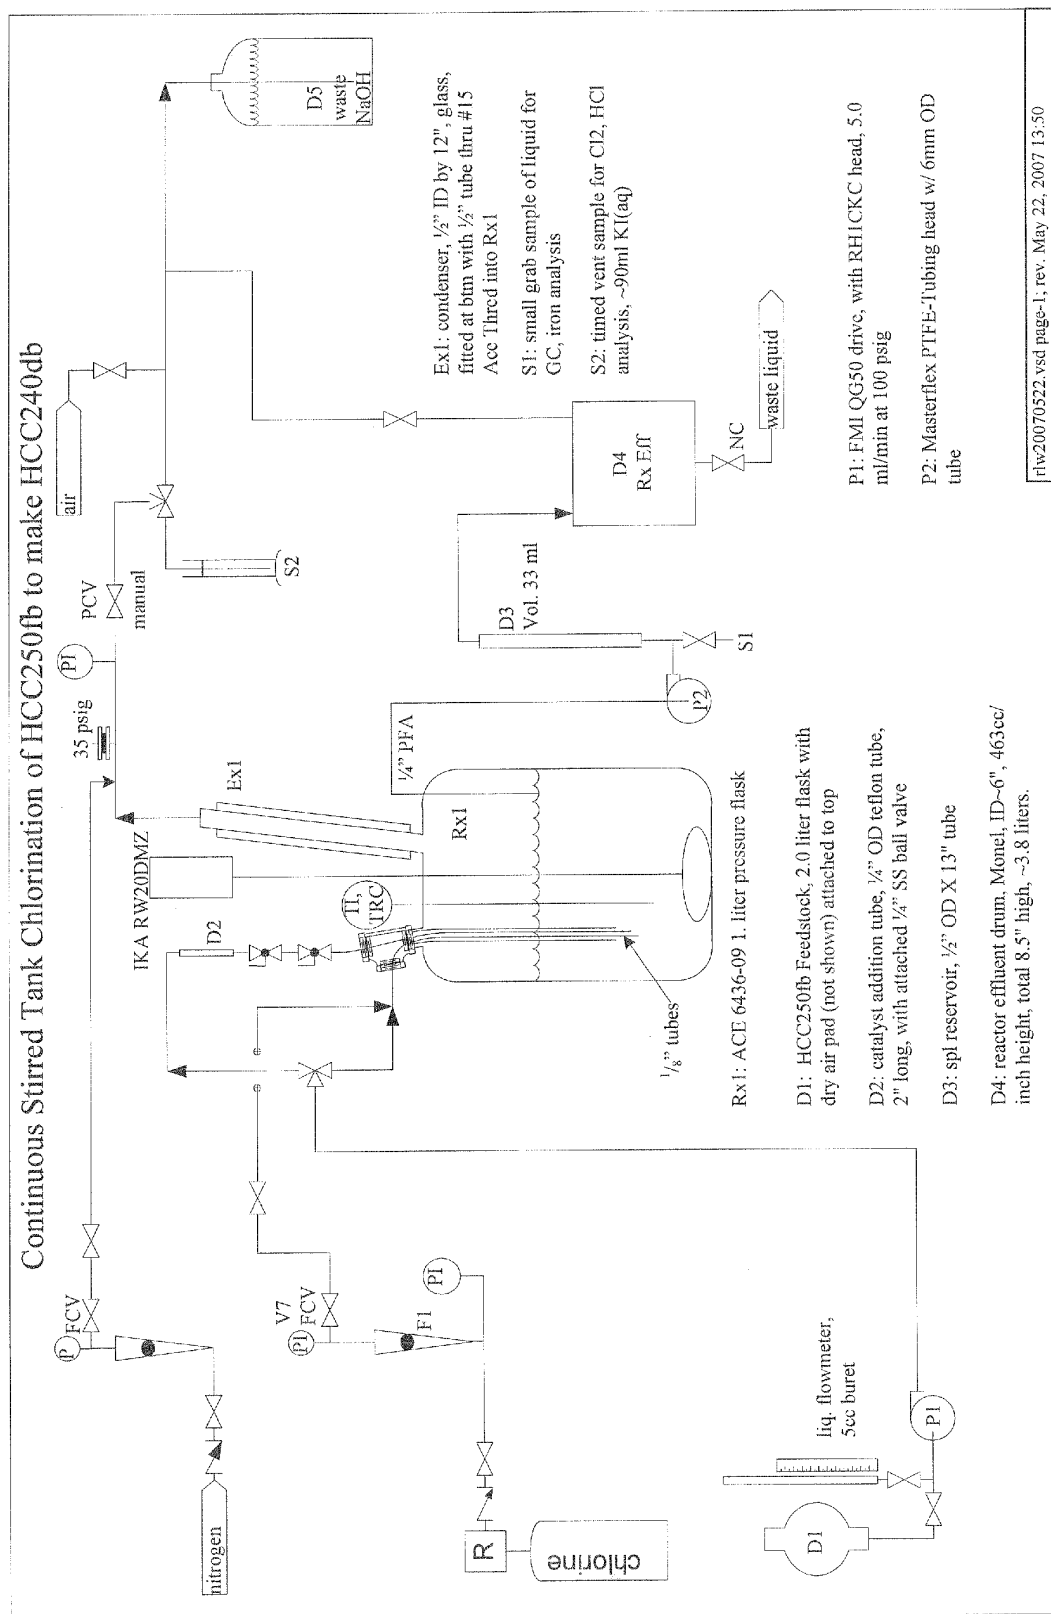 Continuous Stirred Tank Chlorination of HCC250fb to make HCC240db
nitrogen
P
FCV
35 psig
PI
PCV
manual
air
S2
D5
waste
NaOH
IKA RW20DMZ
Ex1
D2
TI,
TRC
Rx1
¼" PFA
V7
PI
FCV
F1
PI
R
chlorine
⅛" tubes
P2
S1
D3
Vol. 33 ml
D4
Rx Eff
NC
waste liquid
D1
liq. flowmeter,
5cc buret
P1
Ex1: condenser, ½" ID by 12", glass,
fitted at btm with ½" tube thru #15
Ace Thred into Rx1
S1: small grab sample of liquid for
GC, iron analysis
S2: timed vent sample for Cl2, HCl
analysis, ~90ml KI(aq)
Rx1: ACE 6436-09 1. liter pressure flask
D1: HCC250fb Feedstock, 2.0 liter flask with
dry air pad (not shown) attached to top
D2: catalyst addition tube, ¼" OD teflon tube,
2" long, with attached ¼" SS ball valve
D3: spl reservoir, ½" OD X 13" tube
D4: reactor effluent drum, Monel, ID~6", 463cc/
inch height, total 8.5" high, ~3.8 liters.
P1: FMI QG50 drive, with RH1CKC head, 5.0
ml/min at 100 psig
P2: Masterflex PTFE-Tubing head w/ 6mm OD
tube
rlw20070522.vsd page-1; rev. May 22, 2007 13:50